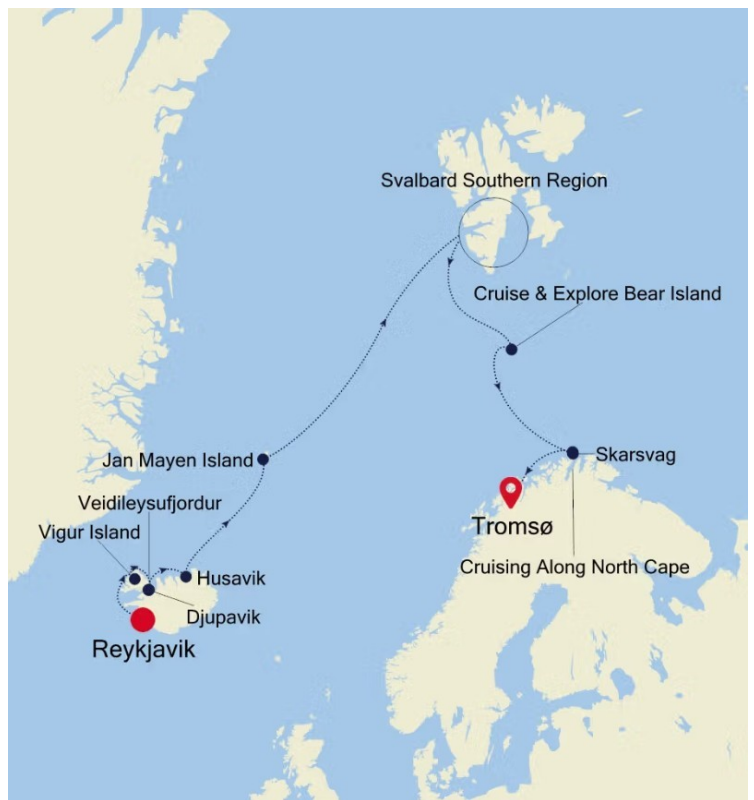 Svalbard Southern Region
Cruise & Explore Bear Island
Jan Mayen Island
Skarsvag
Veidileysufjordur
Tromsø
Vigur Island
Cruising Along North Cape
Husavik
Djupavik
Reykjavik